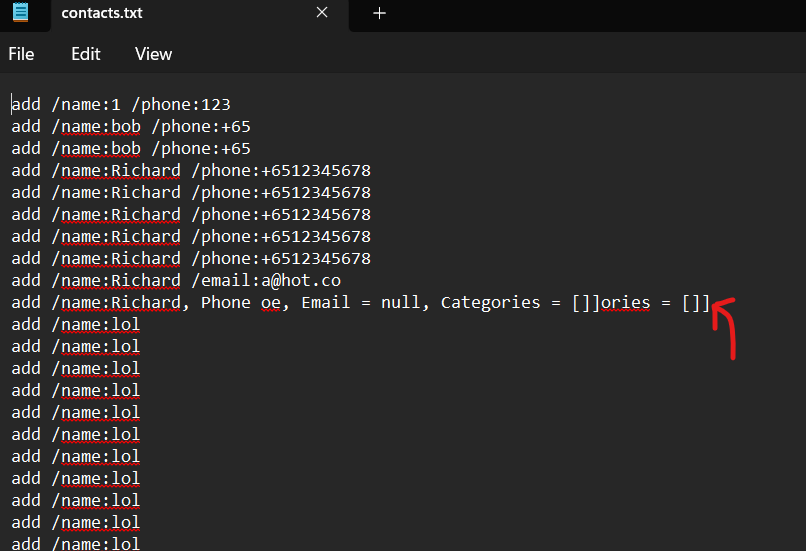 contacts.txt
File Edit View
add /name:1 /phone:123
add /name:bob /phone:+65
add /name:bob /phone:+65
add /name:Richard /phone:+6512345678
add /name:Richard /phone:+6512345678
add /name:Richard /phone:+6512345678
add /name:Richard /phone:+6512345678
add /name:Richard /phone:+6512345678
add /name:Richard /email:a@hot.co
add /name:Richard, Phone oe, Email = null, Categories = []]ories = []]
add /name:lol
add /name:lol
add /name:lol
add /name:lol
add /name:lol
add /name:lol
add /name:lol
add /name:lol
add /name:lol
add /name:lol
add /name:lol